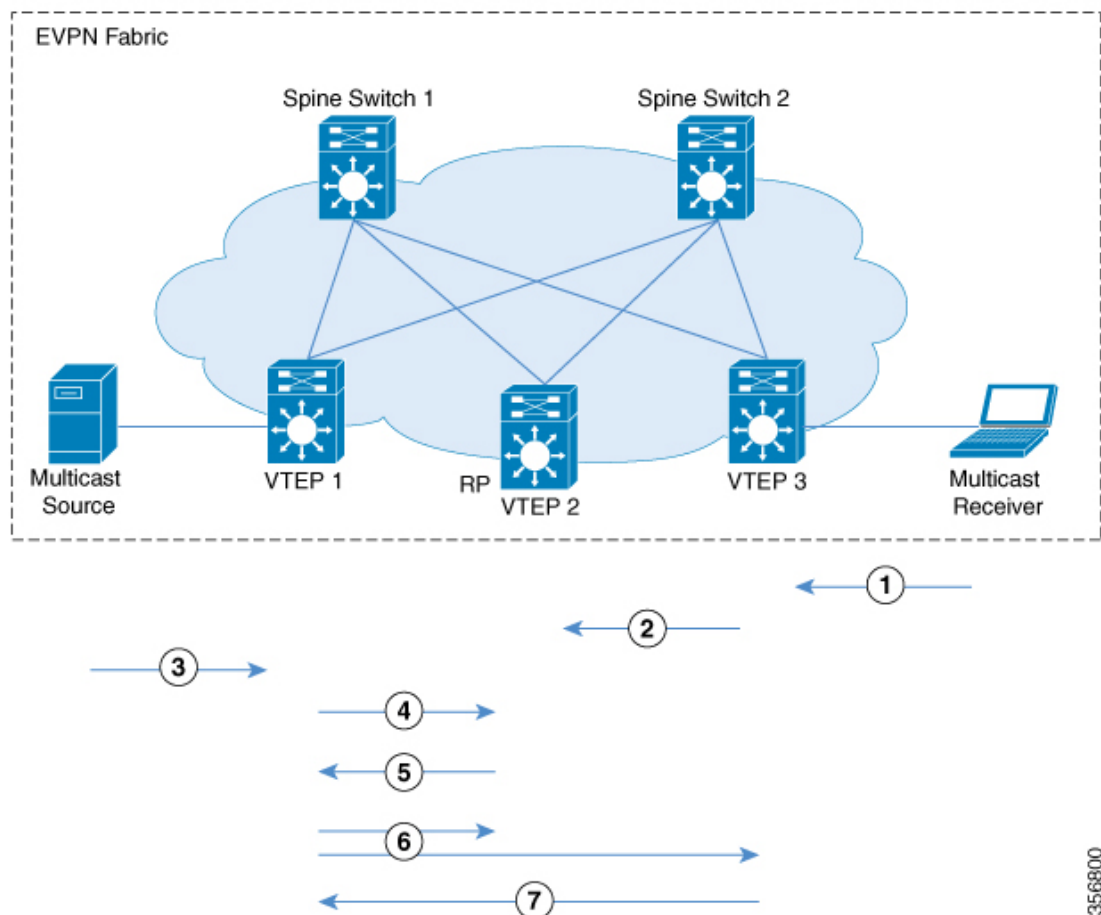 EVPN Fabric
Spine Switch 1
Spine Switch 2
Multicast
Source
VTEP 1
RP
VTEP 2
VTEP 3
Multicast
Receiver
1
2
3
4
5
6
7
356800